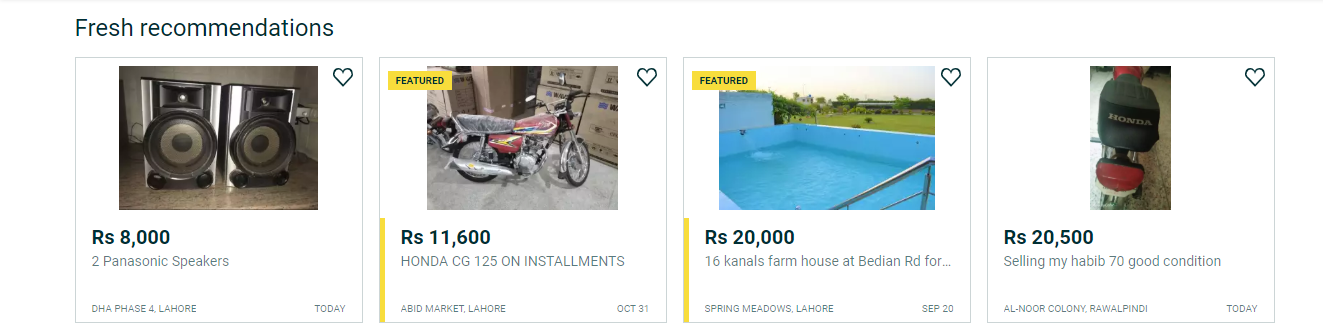 Fresh recommendations
FEATURED
FEATURED
HONDA
Rs 8,000
2 Panasonic Speakers
DHA PHASE 4, LAHORE
TODAY
Rs 11,600
HONDA CG 125 ON INSTALLMENTS
ABID MARKET, LAHORE
OCT 31
Rs 20,000
16 kanals farm house at Bedian Rd for...
SPRING MEADOWS, LAHORE
SEP 20
Rs 20,500
Selling my habib 70 good condition
AL-NOOR COLONY, RAWALPINDI
TODAY